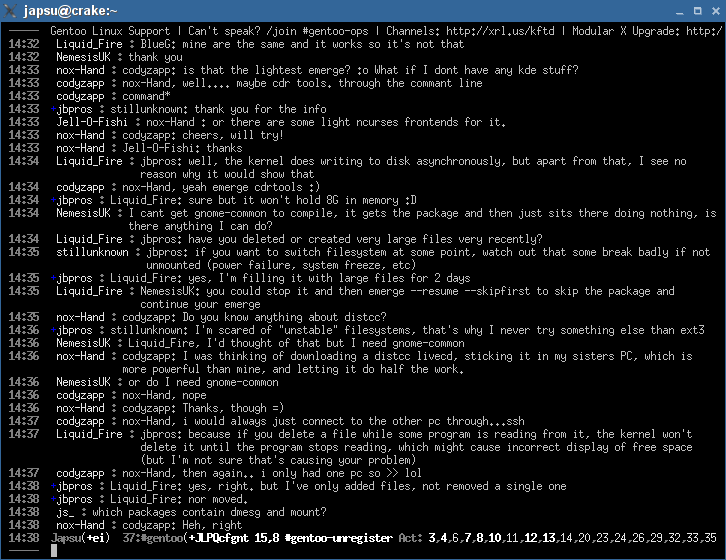 japsu@crake:~
Gentoo Linux Support | Can't speak? /join #gentoo-ops | Channels: http://xrl.us/kftd | Modular X Upgrade: http:/
14:32 Liquid_Fire : BlueG: mine are the same and it works so it's not that
14:32 NemesisUK : thank you
14:33 nox-Hand : codyzapp: is that the lightest emerge? :o What if I dont have any kde stuff?
14:33 codyzapp : nox-Hand, well.... maybe cdr tools. through the commant line
14:33 codyzapp : command*
14:33 +jbpros : stillunknown: thank you for the info
14:33 Jell-O-Fishi : nox-Hand : or there are some light ncurses frontends for it.
14:33 nox-Hand : codyzapp: cheers, will try!
14:33 nox-Hand : Jell-O-Fishi: thanks
14:34 Liquid_Fire : jbpros: well, the kernel does writing to disk asynchronously, but apart from that, I see no
reason why it would show that
14:34 codyzapp : nox-Hand, yeah emerge cdrtools :)
14:34 +jbpros : Liquid_Fire: sure but it won't hold 8G in memory :D
14:34 NemesisUK : I cant get gnome-common to compile, it gets the package and then just sits there doing nothing, is
there anything I can do?
14:34 Liquid_Fire : jbpros: have you deleted or created very large files very recently?
14:35 stillunknown : jbpros: if you want to switch filesystem at some point, watch out that some break badly if not
unmounted (power failure, system freeze, etc)
14:35 +jbpros : Liquid_Fire: yes, I'm filling it with large files for 2 days
14:35 Liquid_Fire : NemesisUK: you could stop it and then emerge --resume --skipfirst to skip the package and
continue your emerge
14:35 nox-Hand : codyzapp: Do you know anything about distcc?
14:36 +jbpros : stillunknown: I'm scared of "unstable" filesystems, that's why I never try something else than ext3
14:36 NemesisUK : Liquid_Fire, I'd thought of that but I need gnome-common
14:36 nox-Hand : codyzapp: I was thinking of downloading a distcc livecd, sticking it in my sisters PC, which is
more powerful than mine, and letting it do half the work.
14:36 NemesisUK : or do I need gnome-common
14:36 codyzapp : nox-Hand, nope
14:36 nox-Hand : codyzapp: Thanks, though =)
14:37 codyzapp : nox-Hand, i would always just connect to the other pc through...ssh
14:37 Liquid_Fire : jbpros: because if you delete a file while some program is reading from it, the kernel won't
delete it until the program stops reading, which might cause incorrect display of free space
(but I'm not sure that's causing your problem)
14:37 codyzapp : nox-Hand, then again.. i only had one pc so >> lol
14:38 +jbpros : Liquid_Fire: yes, right. but I've only added files, not removed a single one
14:38 +jbpros : Liquid_Fire: nor moved.
14:38 js_ : which packages contain dmesg and mount?
14:38 nox-Hand : codyzapp: Heh, right
14:38 Japsu(+ei) 37:#gentoo(+JLPQcfgnt 15,8 #gentoo-unregister Act: 3,4,6,7,8,10,11,12,13,14,20,23,24,26,29,32,33,35